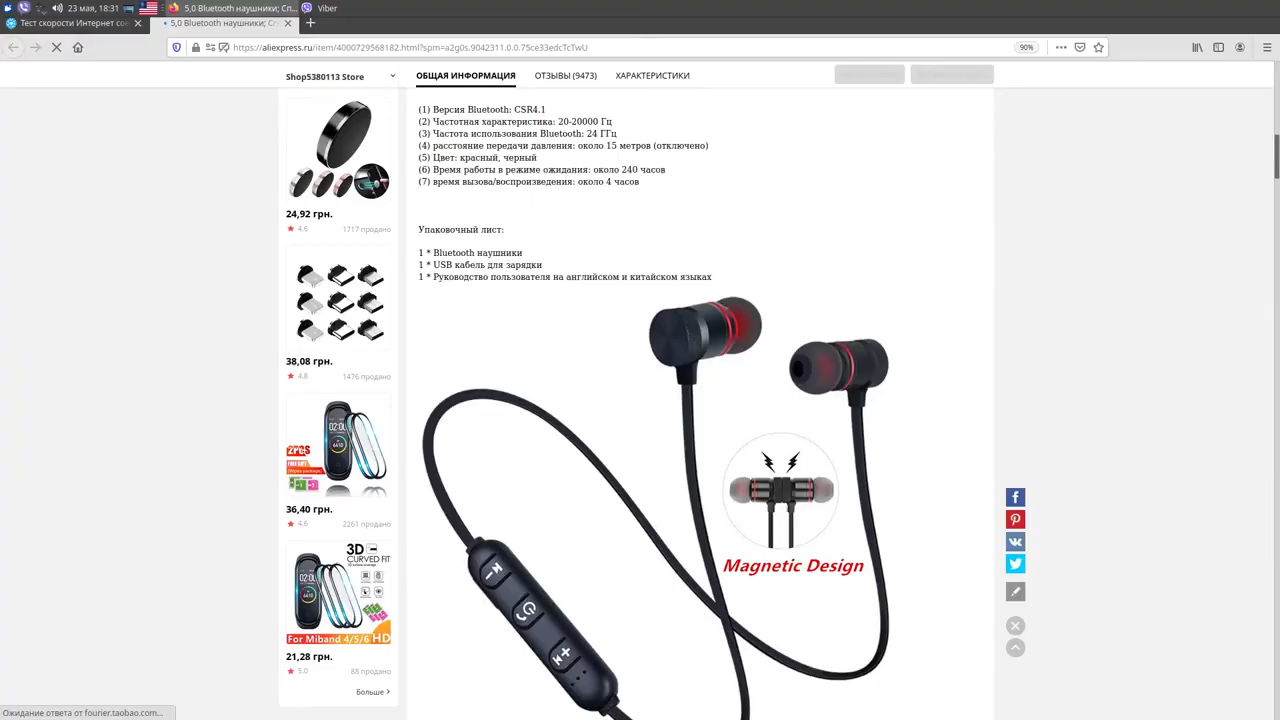 23 мая, 18:31
5,0 Bluetooth наушники; Сп...
Viber
Тест скорости Интернет со
5,0 Bluetooth наушники; Сп
https://aliexpress.ru/item/4000729568182.html?spm=a2g0s.9042311.0.0.75ce33edcTcTwU
90%
Shop5380113 Store
ОБЩАЯ ИНФОРМАЦИЯ
ОТЗЫВЫ (9473)
ХАРАКТЕРИСТИКИ
(1) Версия Bluetooth: CSR4.1
(2) Частотная характеристика: 20-20000 Гц
(3) Частота использования Bluetooth: 24 ГГц
(4) расстояние передачи давления: около 15 метров (отключено)
(5) Цвет: красный, черный
(6) Время работы в режиме ожидания: около 240 часов
(7) время вызова/воспроизведения: около 4 часов
Упаковочный лист:
1 * Bluetooth наушники
1 * USB кабель для зарядки
1 * Руководство пользователя на английском и китайском языках
Magnetic Design
24,92 грн.
4.6
1717 продано
38,08 грн.
4.8
1476 продано
2PCS
FREE GIFT
36,40 грн.
4.6
2261 продано
3D
CURVED FIT
For Miband 4/5/6 HD
21,28 грн.
5.0
88 продано
Больше
Ожидание ответа от fourier.taobao.com...